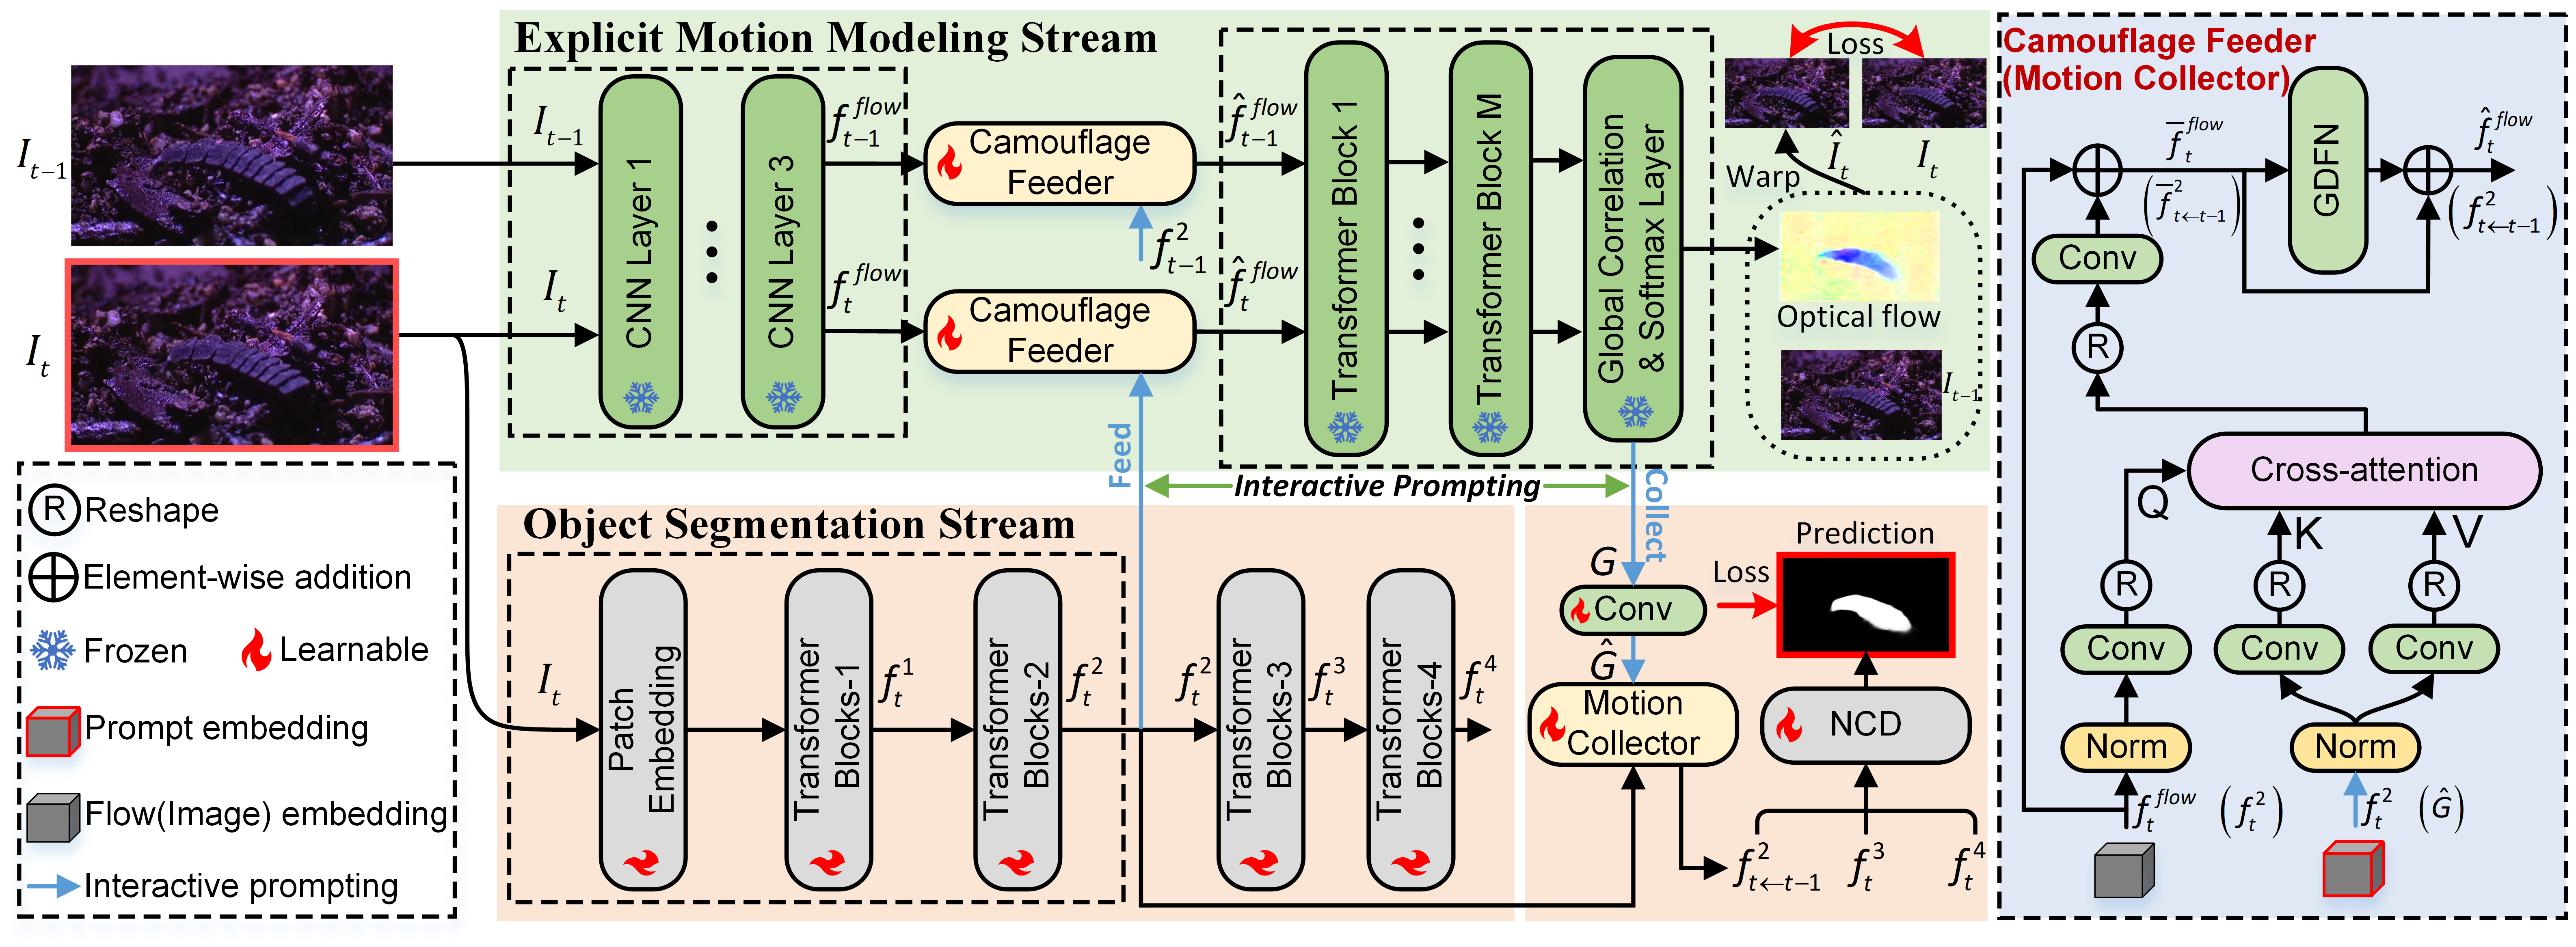 Explicit Motion Modeling Stream
I_{t-1}
I_t
I_{t-1}
I_t
CNN Layer 1
CNN Layer 3
f_{t-1}^{flow}
f_t^{flow}
Camouflage
Feeder
f_{t-1}^2
Camouflage
Feeder
\hat{f}_{t-1}^{flow}
\hat{f}_t^{flow}
Transformer Block 1
Transformer Block M
Global Correlation
& Softmax Layer
Loss
\hat{I}_t
I_t
Warp
Optical flow
I_{t-1}
Feed
Interactive Prompting
Collect
R Reshape
Element-wise addition
Frozen
Learnable
Prompt embedding
Flow(Image) embedding
Interactive prompting
Object Segmentation Stream
I_t
Patch
Embedding
Transformer
Blocks-1
f_t^1
Transformer
Blocks-2
f_t^2
f_t^2
Transformer
Blocks-3
f_t^3
Transformer
Blocks-4
f_t^4
G
Conv
\hat{G}
Motion
Collector
Loss
Prediction
NCD
f_{t←t-1}^2
f_t^3
f_t^4
Camouflage Feeder
(Motion Collector)
\bar{f}_t^{flow}
(\bar{f}_{t←t-1}^2)
GDFN
\hat{f}_t^{flow}
(f_{t←t-1}^2)
Conv
R
Cross-attention
Q
K
V
R
R
R
Conv
Conv
Conv
Norm
Norm
f_t^{flow} (f_t^2)
f_t^2 (\hat{G})